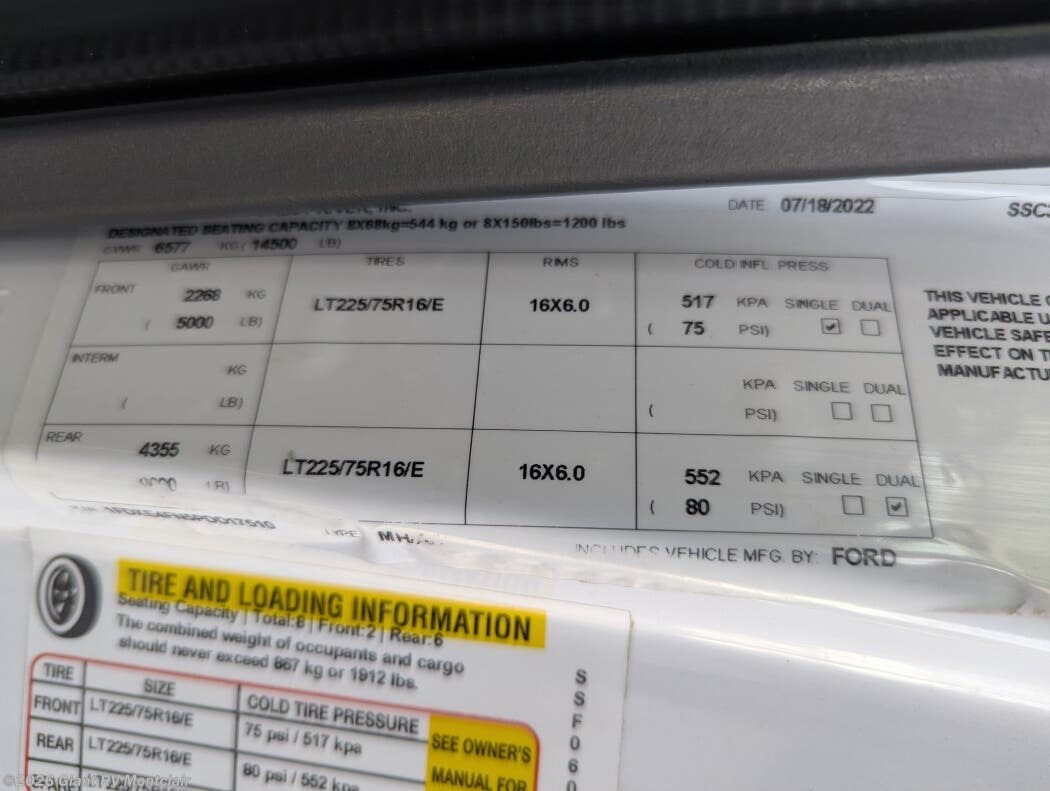 DATE 07/18/2022
SSC
DESIGNATED SEATING CAPACITY 8X68kg=544 kg or 8X150lbs=1200 lbs
GVWR 6577 KG ( 14500 LB)
GAWR TIRES RIMS COLD INFL. PRESS.
FRONT 2268 KG LT225/75R16/E 16X6.0 517 KPA SINGLE DUAL
( 5000 LB) ( 75 PSI)
INTERM KG KPA SINGLE DUAL
( LB) ( PSI)
REAR 4355 KG LT225/75R16/E 16X6.0 552 KPA SINGLE DUAL
LB) ( 80 PSI)
TYPE
INCLUDES VEHICLE MFG. BY: FORD
THIS VEHICLE
APPLICABLE
VEHICLE SAFE
EFFECT ON
MANUFACTU
TIRE AND LOADING INFORMATION
Seating Capacity | Total:8 | Front:2 | Rear:6
The combined weight of occupants and cargo
should never exceed 867 kg or 1912 lbs.
TIRE SIZE COLD TIRE PRESSURE
FRONT LT225/75R16/E 75 psi / 517 kpa
REAR LT225/75R16/E 80 psi / 552 kpa
SEE OWNER'S
MANUAL FOR
SSF06
©2026 Giant RV Montclair